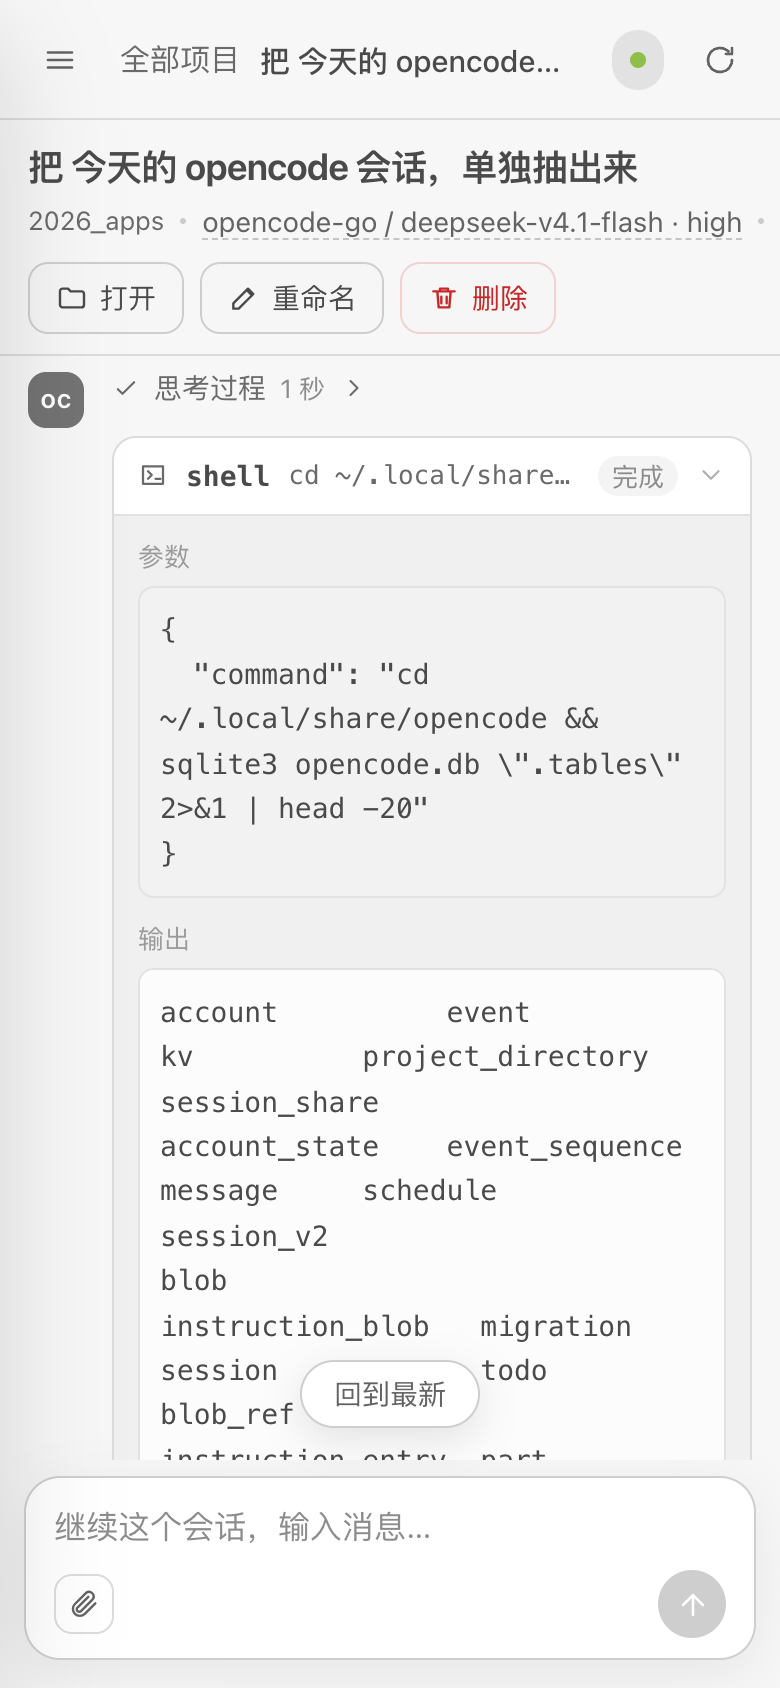 全部项目 把 今天的 opencode...
把 今天的 opencode 会话，单独抽出来
2026_apps • opencode-go / deepseek-v4.1-flash · high •
打开 重命名 删除
oc 思考过程 1 秒
shell cd ~/.local/share… 完成
参数
{
  "command": "cd
~/.local/share/opencode &&
sqlite3 opencode.db \".tables\"
2>&1 | head -20"
}
输出
account          event
kv          project_directory
session_share
account_state    event_sequence
message     schedule
session_v2
blob
instruction_blob   migration
session            todo
blob_ref
instruction_entry  part
回到最新
继续这个会话，输入消息...